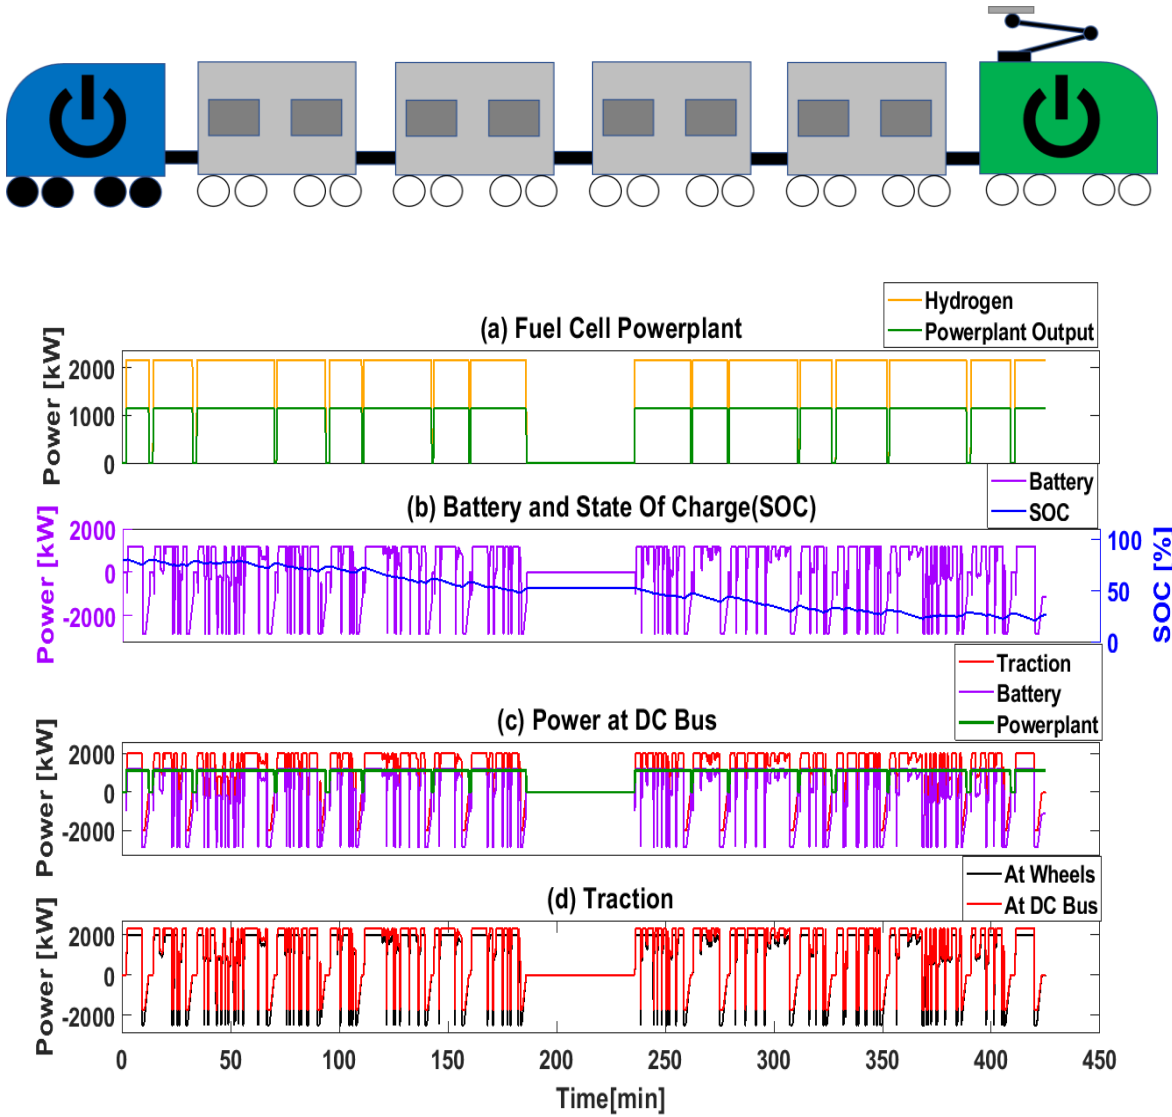 Hydrogen
Powerplant Output
(a) Fuel Cell Powerplant
Power [kW]
2000
1000
0
Battery
SOC
(b) Battery and State Of Charge(SOC)
Power [kW]
2000
0
-2000
100
50
0
SOC [%]
Traction
Battery
Powerplant
(c) Power at DC Bus
Power [kW]
2000
0
-2000
At Wheels
At DC Bus
(d) Traction
Power [kW]
2000
0
-2000
0 50 100 150 200 250 300 350 400 450
Time[min]